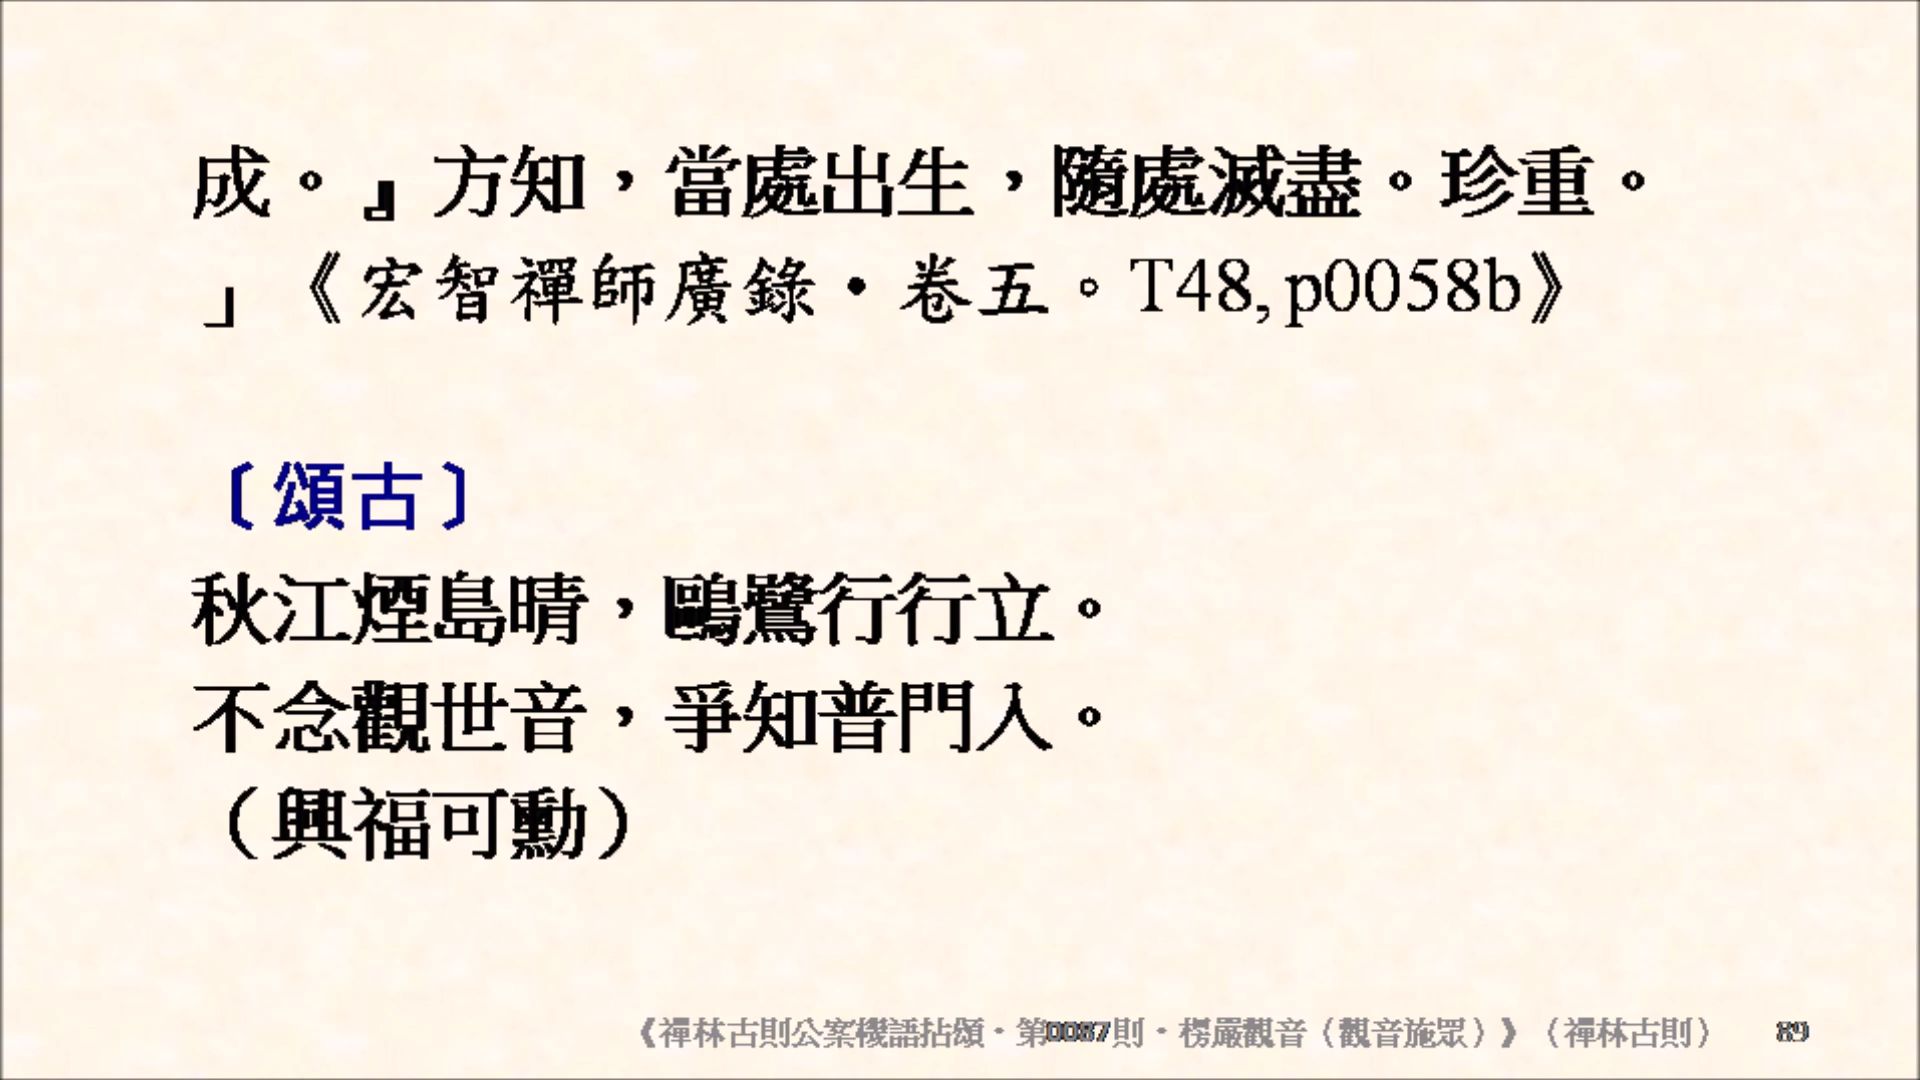 成。』方知，當處出生，隨處滅盡。珍重。
」《宏智禪師廣錄・卷五。T48, p0058b》
〔頌古〕
秋江煙島晴，鷗鷺行行立。
不念觀世音，爭知普門入。
（興福可勳）
《禪林古則公案機語拈頌・第0087則・楞嚴觀音（觀音施眾）》（禪林古則） 89